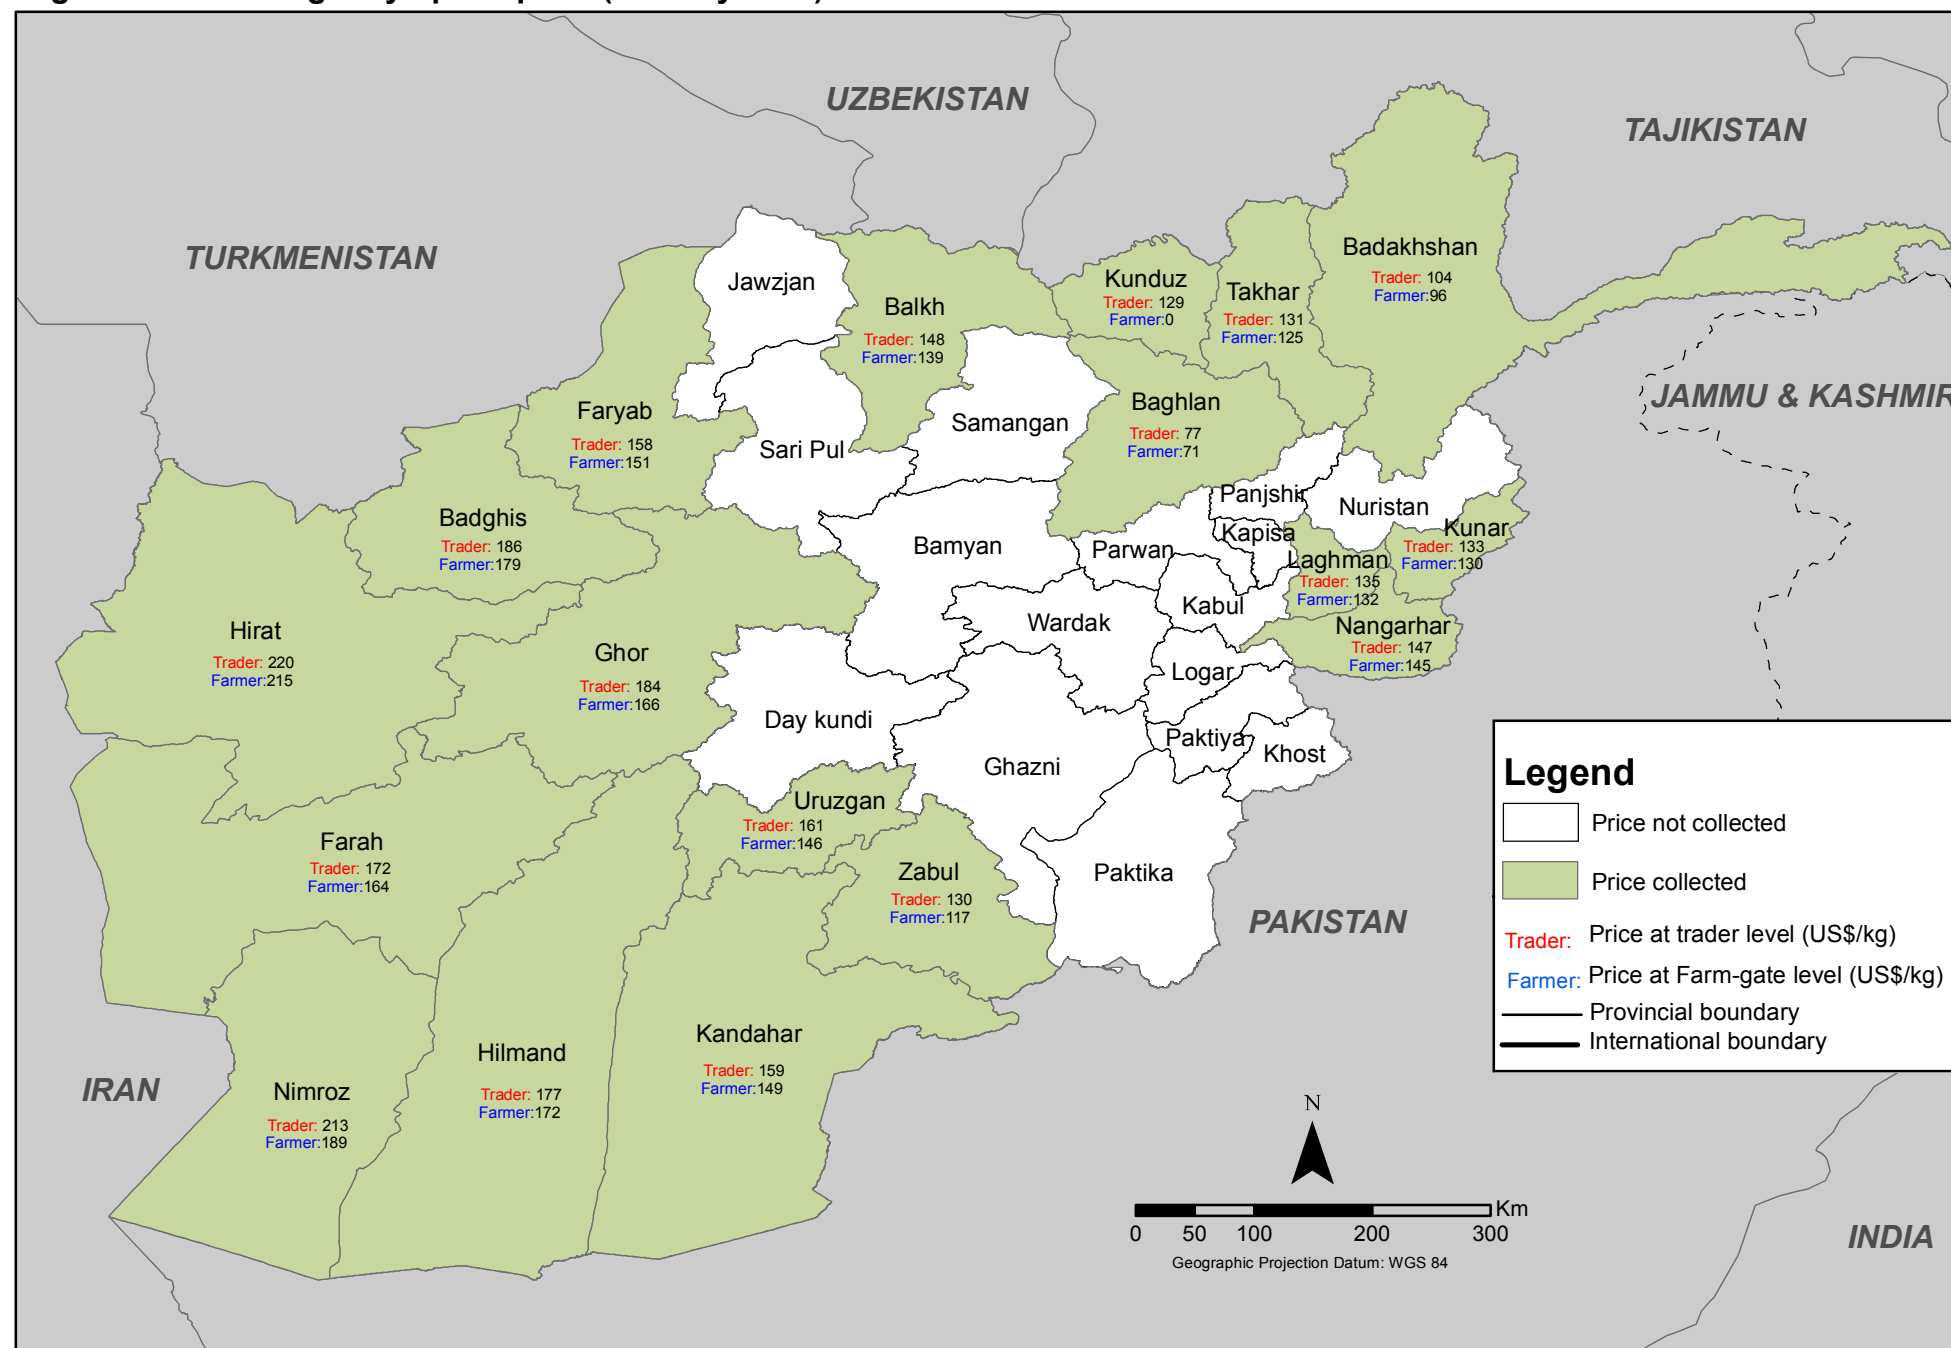 UZBEKISTAN
TAJIKISTAN
TURKMENISTAN
JAMMU & KASHMIR
Jawzjan
Balkh
Trader: 148
Farmer:139
Kunduz
Trader: 129
Farmer:0
Takhar
Trader: 131
Farmer:125
Badakhshan
Trader: 104
Farmer:96
Faryab
Trader: 158
Farmer:151
Sari Pul
Samangan
Baghlan
Trader: 77
Farmer:71
Badghis
Trader: 186
Farmer:179
Bamyan
Panjshir
Kapisa
Parwan
Nuristan
Kunar
Trader: 133
Farmer:130
Laghman
Trader: 135
Farmer:132
Hirat
Trader: 220
Farmer:215
Ghor
Trader: 184
Farmer:166
Wardak
Kabul
Nangarhar
Trader: 147
Farmer:145
Logar
Day kundi
Ghazni
Paktiya
Khost
Uruzgan
Trader: 161
Farmer:146
Farah
Trader: 172
Farmer:164
Zabul
Trader: 130
Farmer:117
Paktika
PAKISTAN
Kandahar
Trader: 159
Farmer:149
Hilmand
Trader: 177
Farmer:172
Nimroz
Trader: 213
Farmer:189
IRAN
INDIA
Legend
Price not collected
Price collected
Trader: Price at trader level (US$/kg)
Farmer: Price at Farm-gate level (US$/kg)
Provincial boundary
International boundary
N
Km
0 50 100 200 300
Geographic Projection Datum: WGS 84